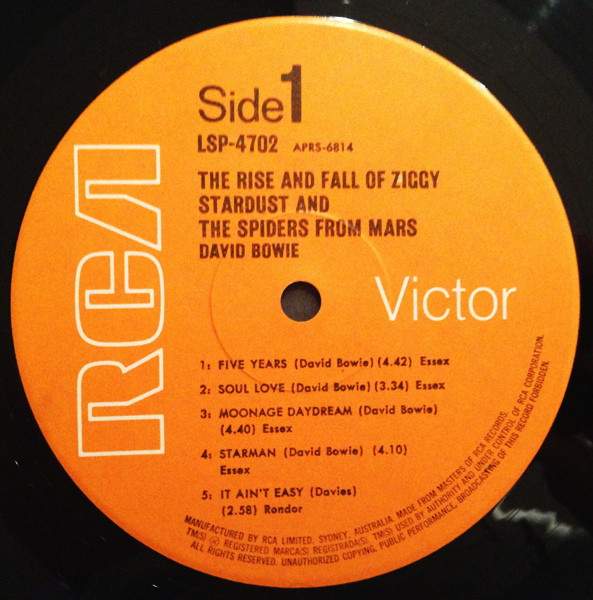 Side 1
LSP-4702 APRS-6814
THE RISE AND FALL OF ZIGGY
STARDUST AND
THE SPIDERS FROM MARS
DAVID BOWIE
RCA
Victor
1: FIVE YEARS (David Bowie) (4.42) Essex
2: SOUL LOVE (David Bowie) (3.34) Essex
3: MOONAGE DAYDREAM (David Bowie)
(4.40) Essex
4: STARMAN (David Bowie) (4.10)
Essex
5: IT AIN'T EASY (Davies)
(2.58) Rondor
MANUFACTURED BY RCA LIMITED, SYDNEY, AUSTRALIA, MADE FROM MASTERS OF RCA RECORDS.
TM(S) ® REGISTERED MARCA(S) REGISTRADA(S). TM(S) USED BY AUTHORITY AND UNDER CONTROL OF RCA CORPORATION.
ALL RIGHTS RESERVED. UNAUTHORIZED COPYING, PUBLIC PERFORMANCE, BROADCASTING OF THIS RECORD FORBIDDEN.